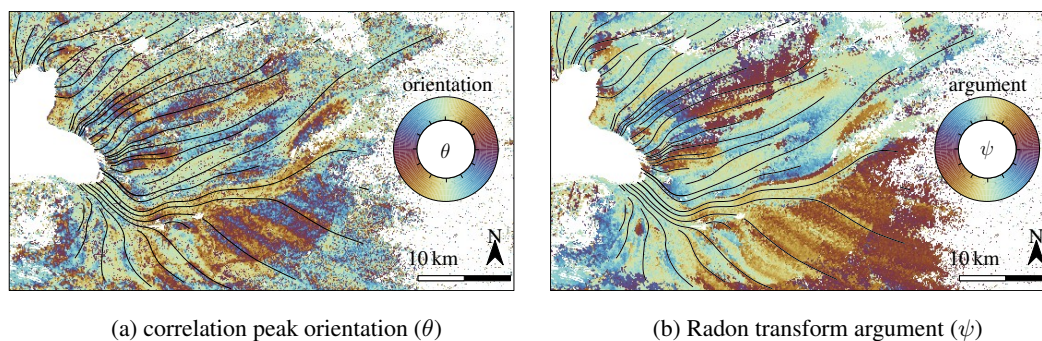 orientation
θ
N
10 km
argument
ψ
N
10 km
(a) correlation peak orientation (θ)
(b) Radon transform argument (ψ)